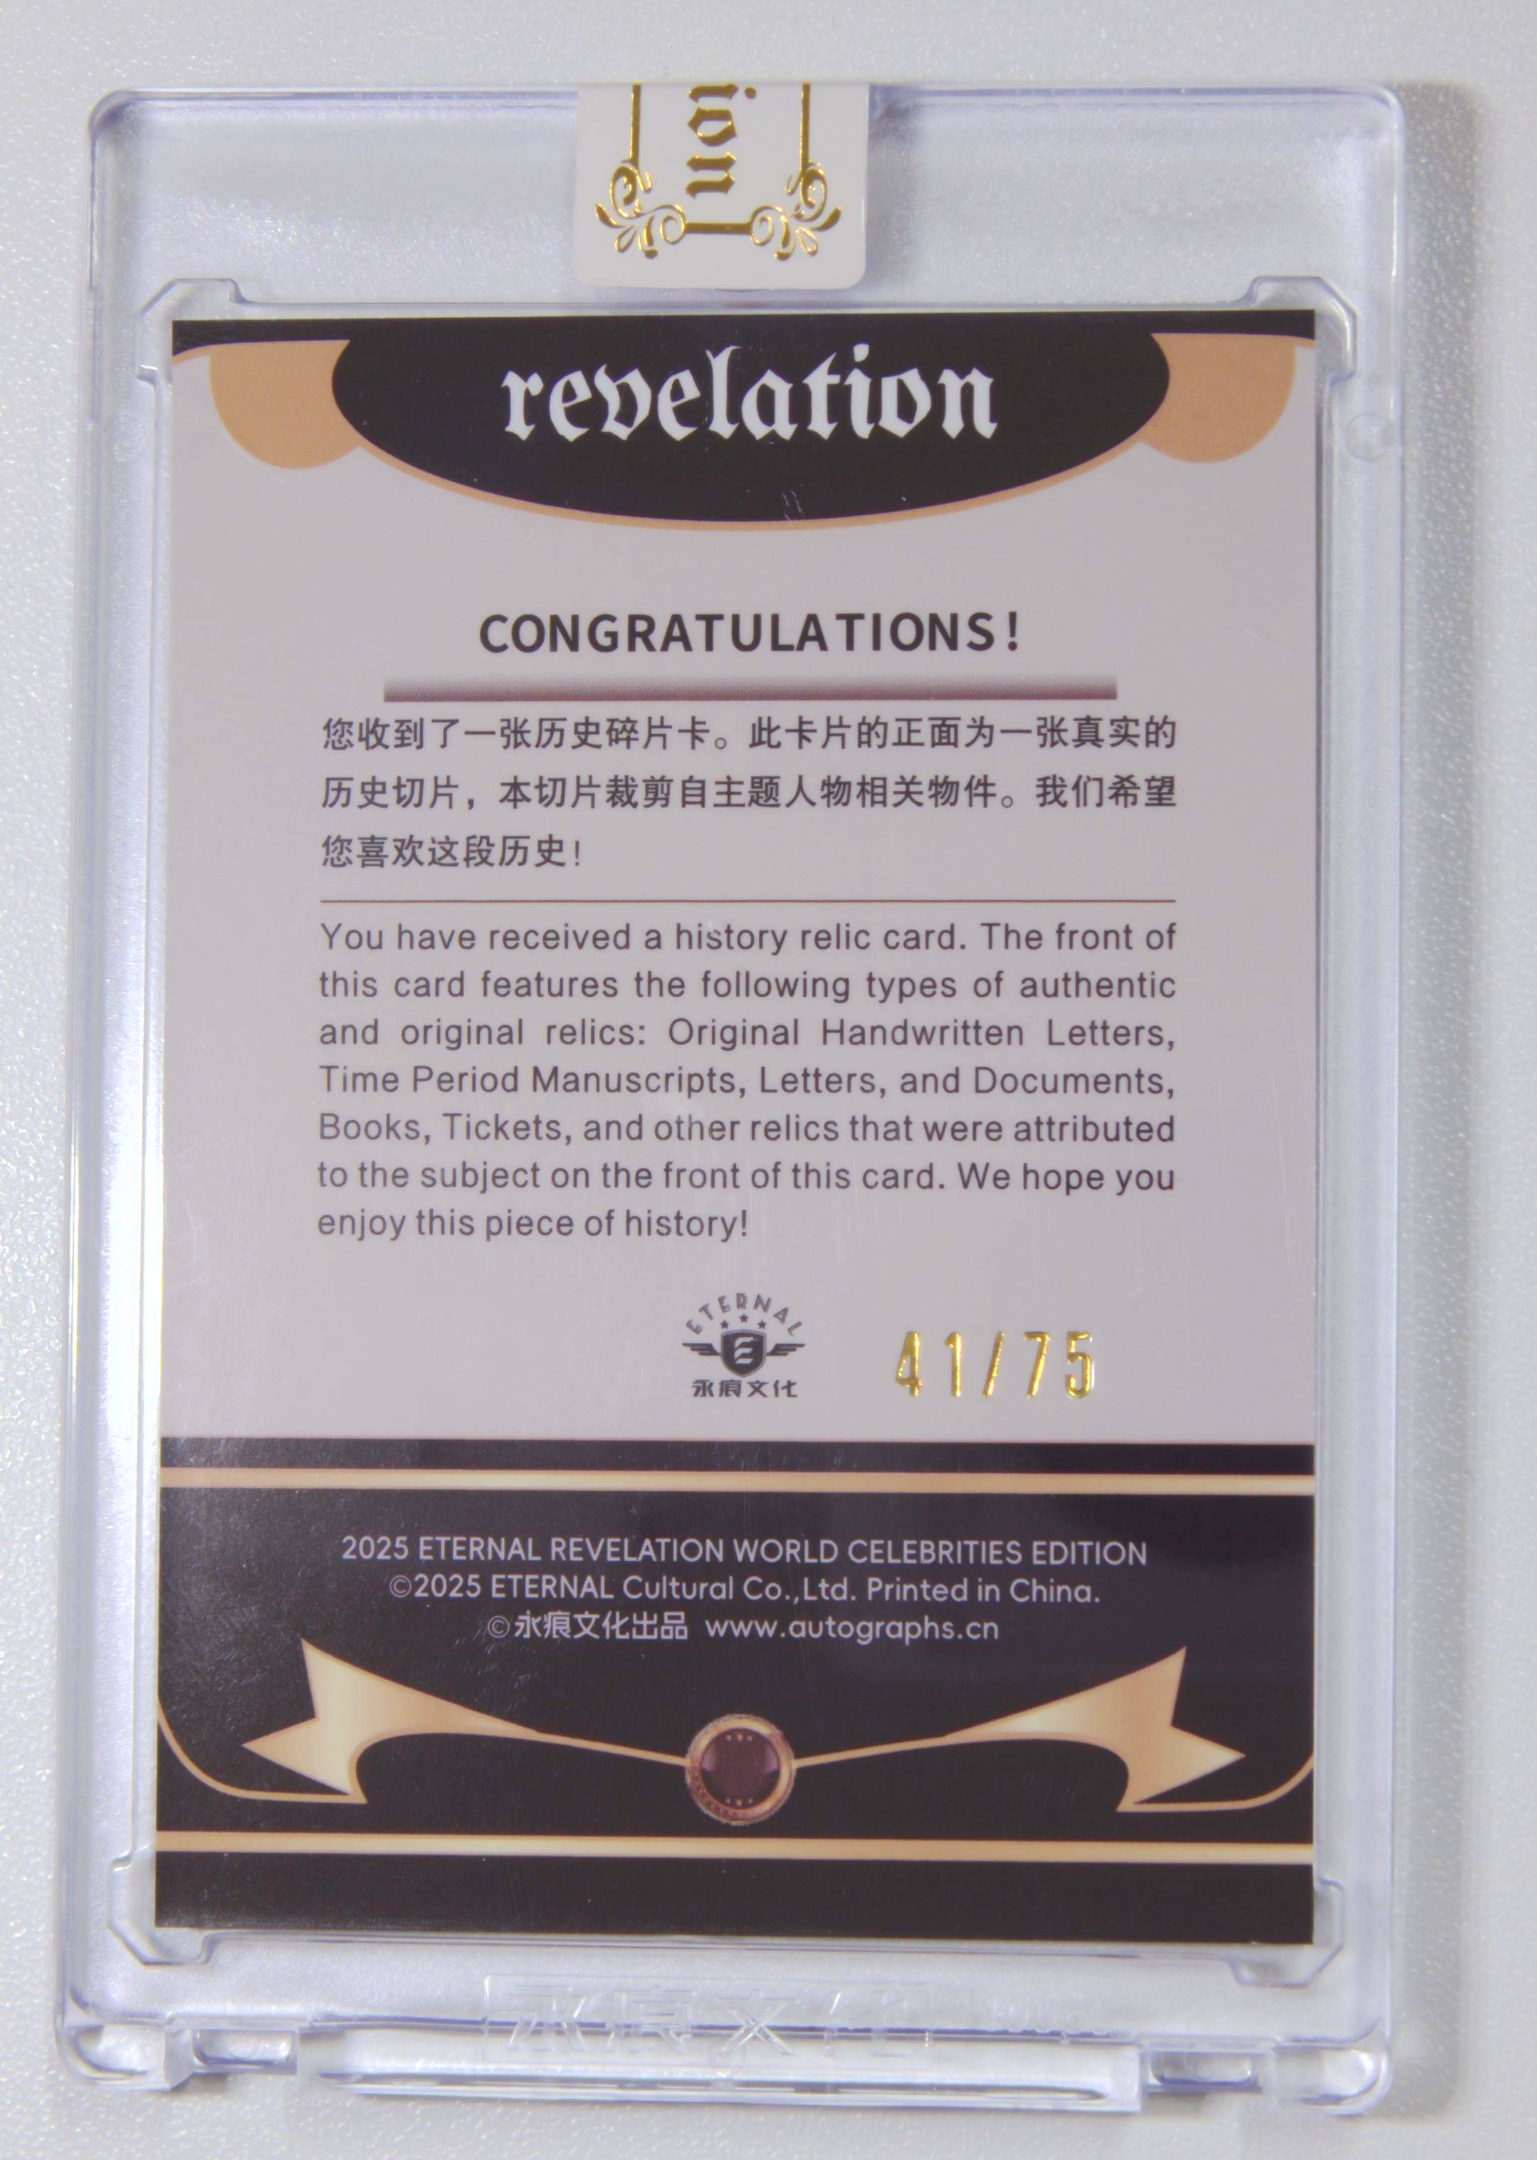 ion
revelation
CONGRATULATIONS!
您收到了一张历史碎片卡。此卡片的正面为一张真实的
历史切片，本切片裁剪自主题人物相关物件。我们希望
您喜欢这段历史！
You have received a history relic card. The front of
this card features the following types of authentic
and original relics: Original Handwritten Letters,
Time Period Manuscripts, Letters, and Documents,
Books, Tickets, and other relics that were attributed
to the subject on the front of this card. We hope you
enjoy this piece of history!
ETERNAL
永痕文化
41/75
2025 ETERNAL REVELATION WORLD CELEBRITIES EDITION
©2025 ETERNAL Cultural Co.,Ltd. Printed in China.
©永痕文化出品 www.autographs.cn
永痕文化